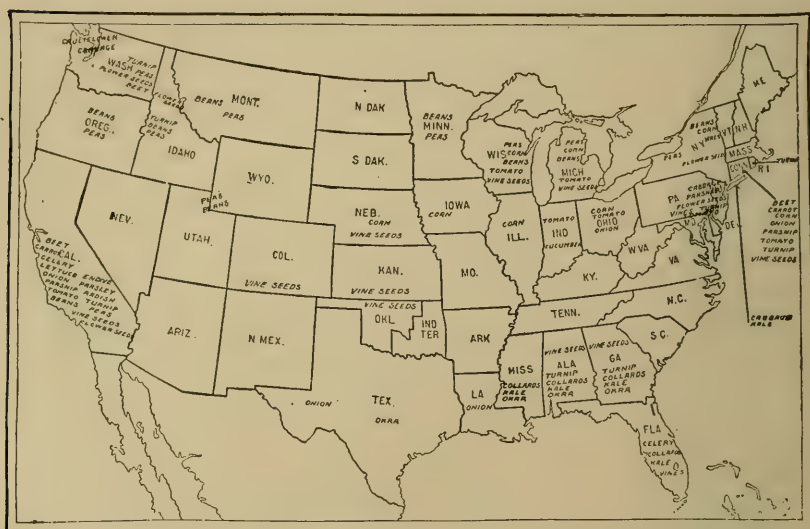 CABBAGE
TURNIP
WASH PEAS
FLOWER SEEDS
BEET
BEANS
OREG.
PEAS
FLOWER
TURNIP
BEANS
PEAS
IDAHO
BEANS
MONT.
PEAS
WYO.
PEAS
BEANS
NEV.
UTAH.
COL.
VINE SEEDS
BEET
CARROT
CAL.
CELERY
LETTUCE ENDIVE
ONION PARSLEY
PARSNIP RADISH
TOMATO TURNIP
BEANS PEAS
VINE SEEDS
FLOWER SEED
ARIZ.
N MEX.
N DAK
S DAK.
NEB.
CORN
VINE SEEDS
KAN.
VINE SEEDS
VINE SEEDS
OKL
IND
TER
TEX.
ONION
OKRA
BEANS
MINN.
PEAS
IOWA
CORN
MO.
ARK
LA
ONION
PEAS
WIS CORN
BEANS
TOMATO
VINE SEEDS
PEAS
CORN
BEANS
MICH
TOMATO
VINE SEEDS
CORN
ILL.
TOMATO
IND
CUCUMBER
CORN
TOMATO
OHIO
ONION
KY.
TENN.
W VA
VA
N.C.
S C.
MISS
COLLARDS
KALE
OKRA
VINE SEEDS
ALA
TURNIP
COLLARDS
KALE
OKRA
VINE SEEDS
GA
TURNIP
COLLARDS
KALE
OKRA
FLA
CELERY
COLLARD
KALE
VINES
ME
VT
N H
MASS
CONN
R I
TURNIP
BEANS
CORN
N Y
PEAS
PA
CABBAGE
PARSNIP
FLOWER SEEDS
VINE TURNIP
DEL
BEET
CARROT
CORN
ONION
PARSNIP
TOMATO
TURNIP
VINE SEEDS
CABBAGE
KALE